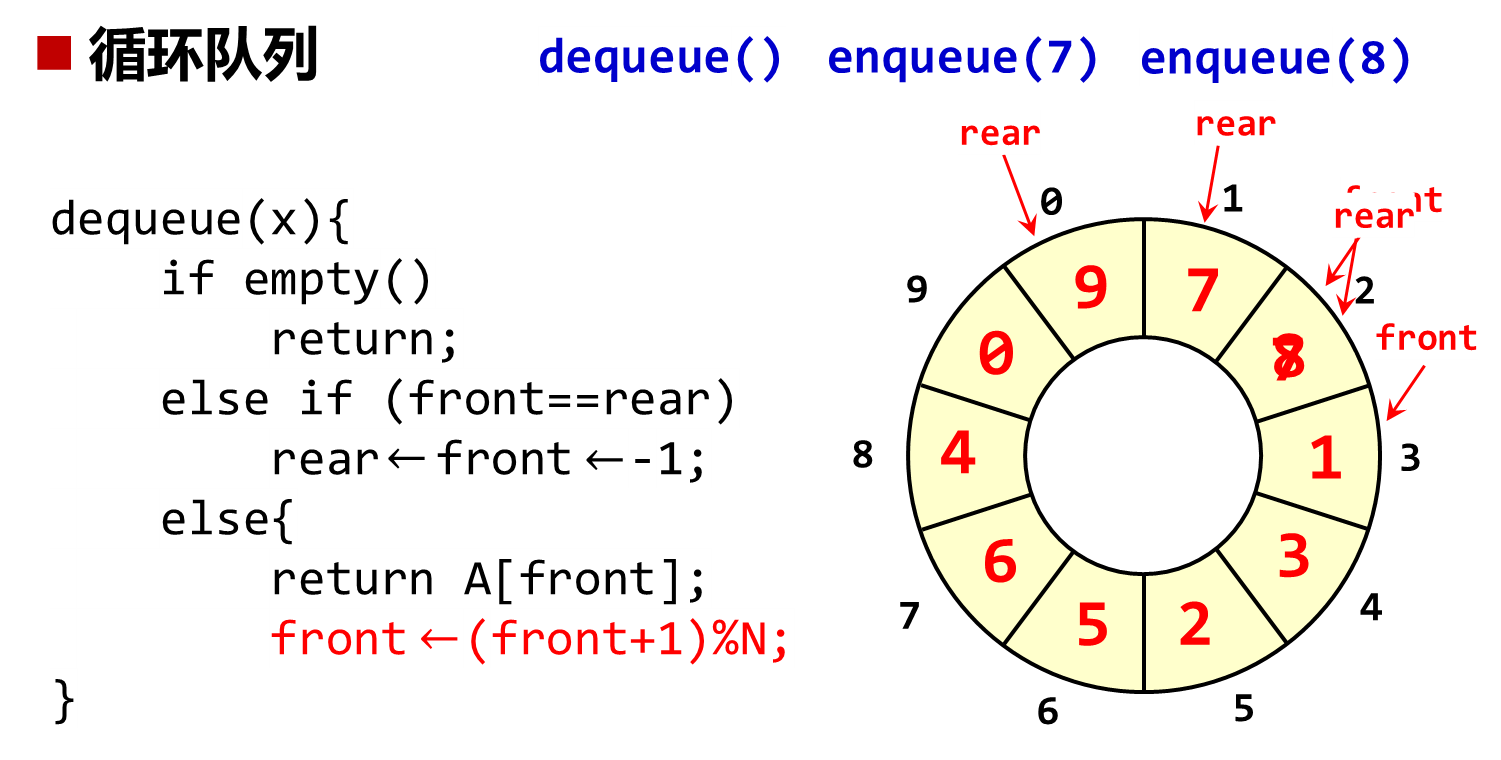 循环队列
dequeue() enqueue(7) enqueue(8)
dequeue(x){
if empty()
return;
else if (front==rear)
rear←front←-1;
else{
return A[front];
front←(front+1)%N;
}
rear
rear
rear
front
0
1
2
3
4
5
6
7
8
9
9
7
8
1
3
2
5
6
4
0